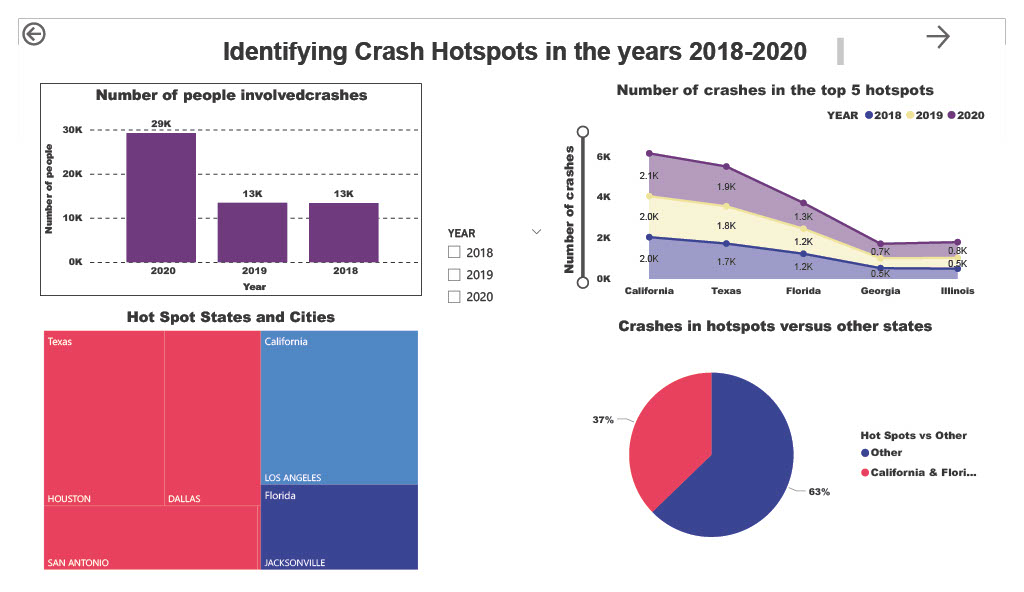 Identifying Crash Hotspots in the years 2018-2020
Number of people involvedcrashes
Number of people
30K
20K
10K
0K
29K
13K
13K
2020
2019
2018
Year
YEAR
2018
2019
2020
Number of crashes in the top 5 hotspots
YEAR 2018 2019 2020
Number of crashes
6K
4K
2K
0K
2.1K
1.9K
1.3K
0.7K
0.8K
2.0K
1.8K
1.2K
0.5K
2.0K
1.7K
1.2K
0.5K
California
Texas
Florida
Georgia
Illinois
Hot Spot States and Cities
Texas
California
HOUSTON
DALLAS
LOS ANGELES
Florida
SAN ANTONIO
JACKSONVILLE
Crashes in hotspots versus other states
37%
63%
Hot Spots vs Other
Other
California & Flori...